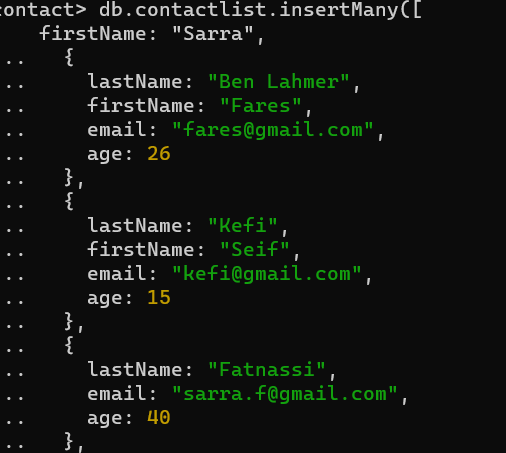 contact> db.contactlist.insertMany([
firstName: "Sarra",
.. {
.. lastName: "Ben Lahmer",
.. firstName: "Fares",
.. email: "fares@gmail.com",
.. age: 26
.. },
.. {
.. lastName: "Kefi",
.. firstName: "Seif",
.. email: "kefi@gmail.com",
.. age: 15
.. },
.. {
.. lastName: "Fatnassi",
.. email: "sarra.f@gmail.com",
.. age: 40
.. },